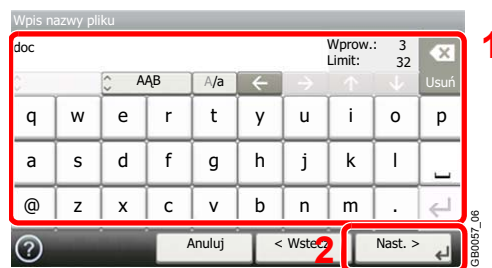 Wpis nazwy pliku
doc
Wprow.: 3
Limit: 32
1
AĄB A/a ← → ↑ ↓ Usuń
q w e r t y u i o p
a s d f g h j k l
@ z x c v b n m .
? Anuluj < Wstecz 2 Nast. >
GB0057_06